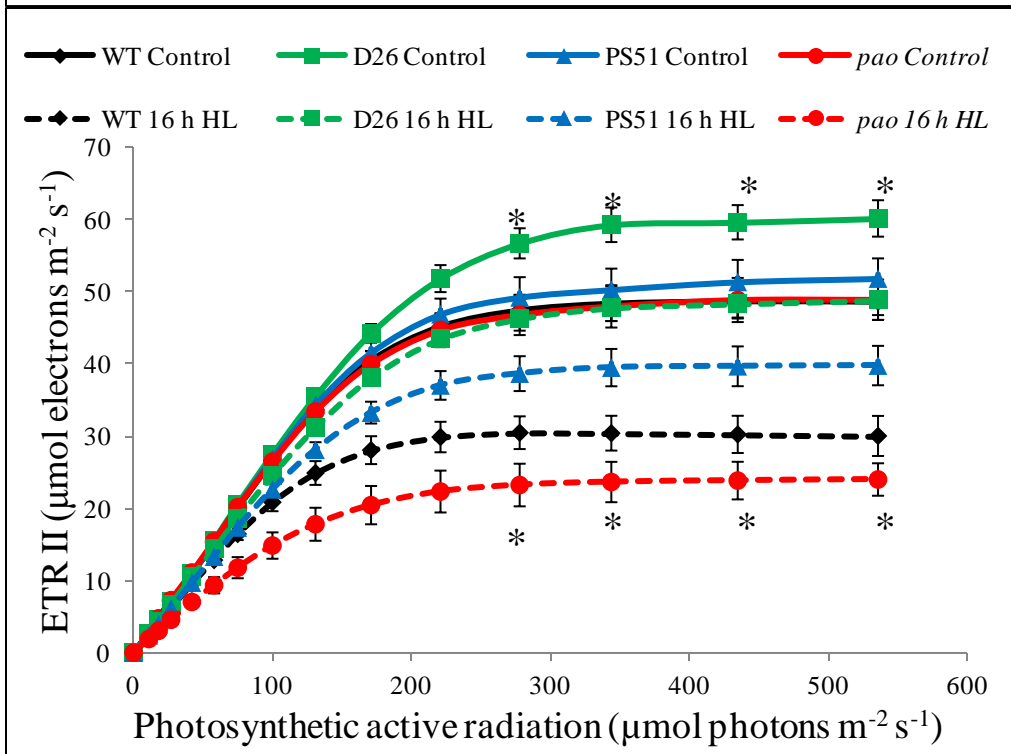 WT Control D26 Control PS51 Control pao Control
WT 16 h HL D26 16 h HL PS51 16 h HL pao 16 h HL
70
60
50
40
30
20
10
0
ETR II (µmol electrons m⁻² s⁻¹)
* * * *
* * * *
0 100 200 300 400 500 600
Photosynthetic active radiation (µmol photons m⁻² s⁻¹)